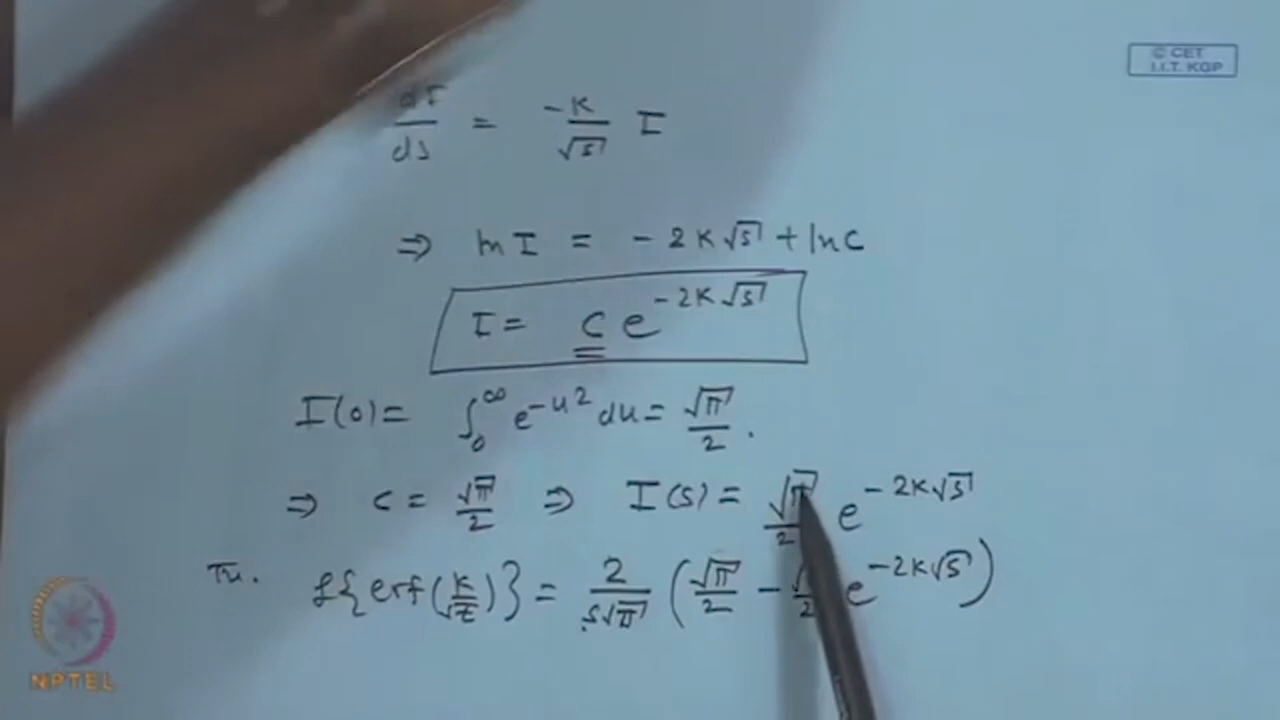 © CET
I.I.T. KGP
dI/ds = -K/√s I
⇒ ln I = -2K√s + ln C
I = C e^{-2K√s}
I(0) = ∫₀^∞ e^{-u²} du = √π/2.
⇒ C = √π/2 ⇒ I(s) = √π/2 e^{-2K√s}
Th. £{erf(K/√t)} = 2/(s√π) (√π/2 - √ /2 e^{-2K√s})
NPTEL